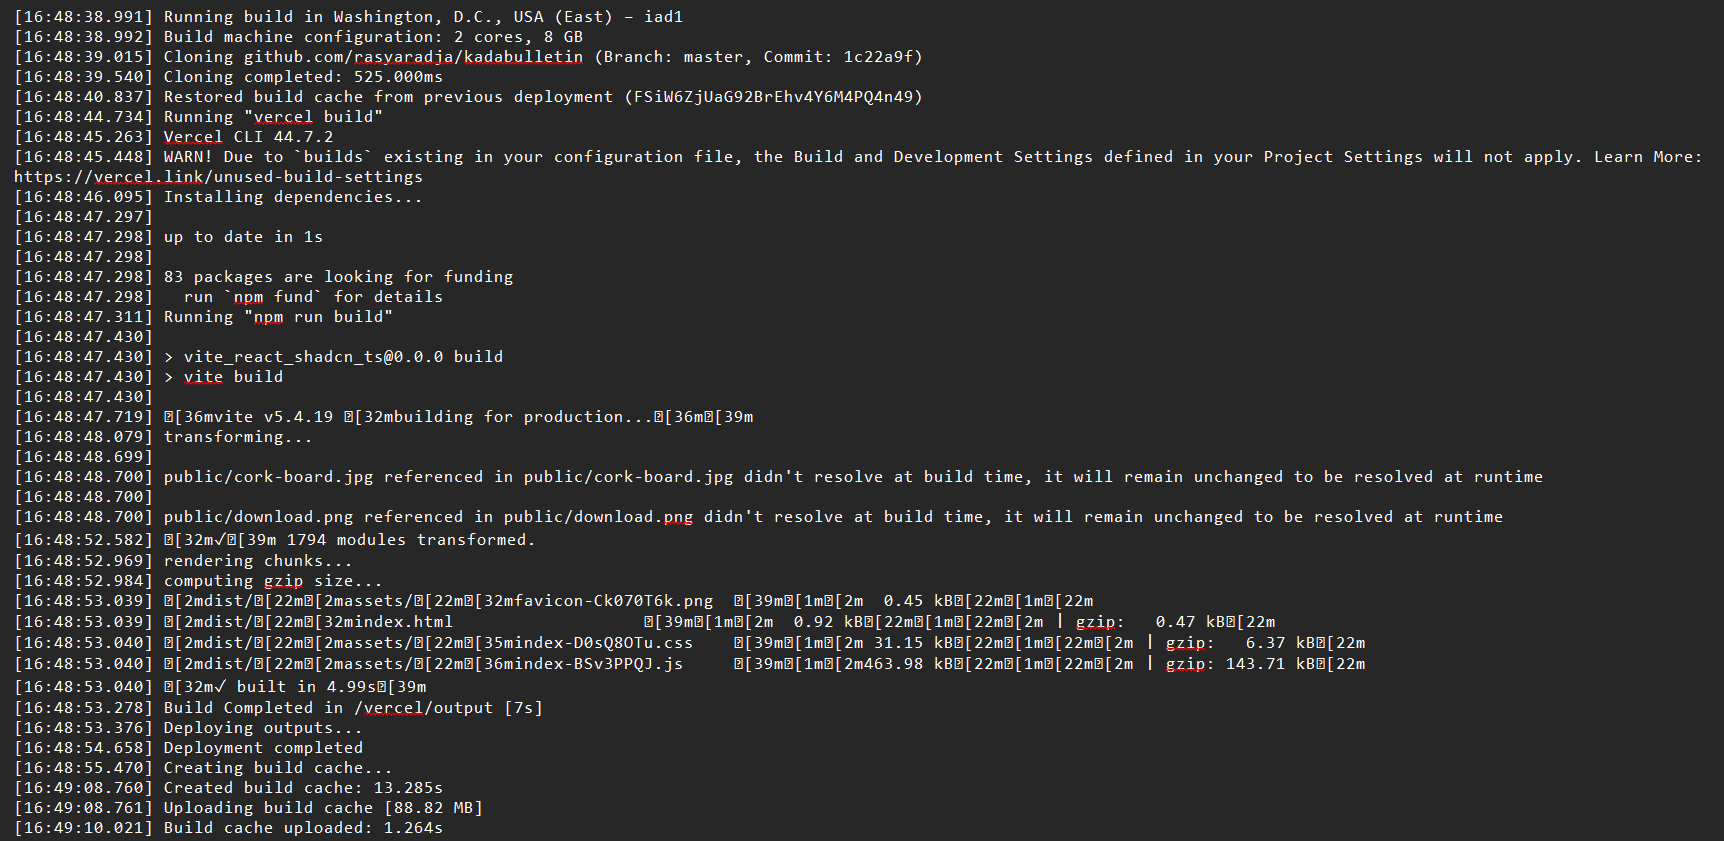 [16:48:38.991] Running build in Washington, D.C., USA (East) – iad1
[16:48:38.992] Build machine configuration: 2 cores, 8 GB
[16:48:39.015] Cloning github.com/rasyaradja/kadabulletin (Branch: master, Commit: 1c22a9f)
[16:48:39.540] Cloning completed: 525.000ms
[16:48:40.837] Restored build cache from previous deployment (FSiW6ZjUaG92BrEhv4Y6M4PQ4n49)
[16:48:44.734] Running "vercel build"
[16:48:45.263] Vercel CLI 44.7.2
[16:48:45.448] WARN! Due to `builds` existing in your configuration file, the Build and Development Settings defined in your Project Settings will not apply. Learn More:
https://vercel.link/unused-build-settings
[16:48:46.095] Installing dependencies...
[16:48:47.297]
[16:48:47.298] up to date in 1s
[16:48:47.298]
[16:48:47.298] 83 packages are looking for funding
[16:48:47.298]   run `npm fund` for details
[16:48:47.311] Running "npm run build"
[16:48:47.430]
[16:48:47.430] > vite_react_shadcn_ts@0.0.0 build
[16:48:47.430] > vite build
[16:48:47.430]
[16:48:47.719] �[36mvite v5.4.19 �[32mbuilding for production...�[36m�[39m
[16:48:48.079] transforming...
[16:48:48.699]
[16:48:48.700] public/cork-board.jpg referenced in public/cork-board.jpg didn't resolve at build time, it will remain unchanged to be resolved at runtime
[16:48:48.700]
[16:48:48.700] public/download.png referenced in public/download.png didn't resolve at build time, it will remain unchanged to be resolved at runtime
[16:48:52.582] �[32m✓�[39m 1794 modules transformed.
[16:48:52.969] rendering chunks...
[16:48:52.984] computing gzip size...
[16:48:53.039] �[2mdist/�[22m�[2massets/�[22m�[32mfavicon-Ck070T6k.png  �[39m�[1m�[2m  0.45 kB�[22m�[1m�[22m
[16:48:53.039] �[2mdist/�[22m�[32mindex.html                   �[39m�[1m�[2m  0.92 kB�[22m�[1m�[22m�[2m | gzip:   0.47 kB�[22m
[16:48:53.040] �[2mdist/�[22m�[2massets/�[22m�[35mindex-D0sQ8OTu.css    �[39m�[1m�[2m 31.15 kB�[22m�[1m�[22m�[2m | gzip:   6.37 kB�[22m
[16:48:53.040] �[2mdist/�[22m�[2massets/�[22m�[36mindex-BSv3PPQJ.js     �[39m�[1m�[2m463.98 kB�[22m�[1m�[22m�[2m | gzip: 143.71 kB�[22m
[16:48:53.040] �[32m✓ built in 4.99s�[39m
[16:48:53.278] Build Completed in /vercel/output [7s]
[16:48:53.376] Deploying outputs...
[16:48:54.658] Deployment completed
[16:48:55.470] Creating build cache...
[16:49:08.760] Created build cache: 13.285s
[16:49:08.761] Uploading build cache [88.82 MB]
[16:49:10.021] Build cache uploaded: 1.264s